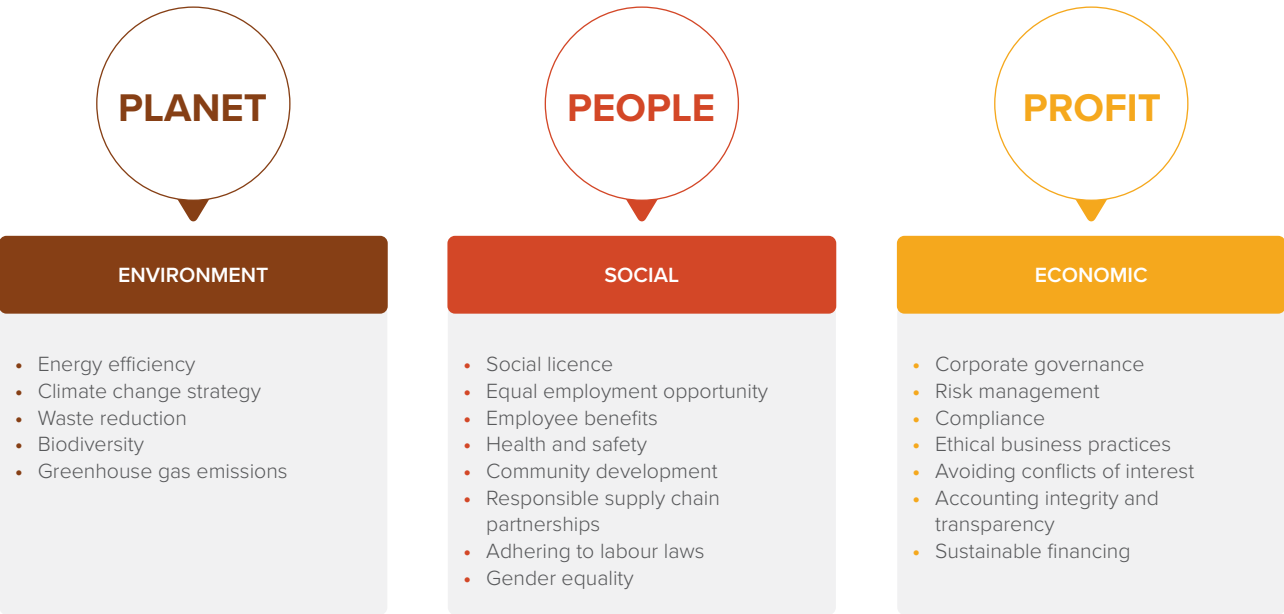 PLANET
ENVIRONMENT
• Energy efficiency
• Climate change strategy
• Waste reduction
• Biodiversity
• Greenhouse gas emissions
PEOPLE
SOCIAL
• Social licence
• Equal employment opportunity
• Employee benefits
• Health and safety
• Community development
• Responsible supply chain
partnerships
• Adhering to labour laws
• Gender equality
PROFIT
ECONOMIC
• Corporate governance
• Risk management
• Compliance
• Ethical business practices
• Avoiding conflicts of interest
• Accounting integrity and
transparency
• Sustainable financing